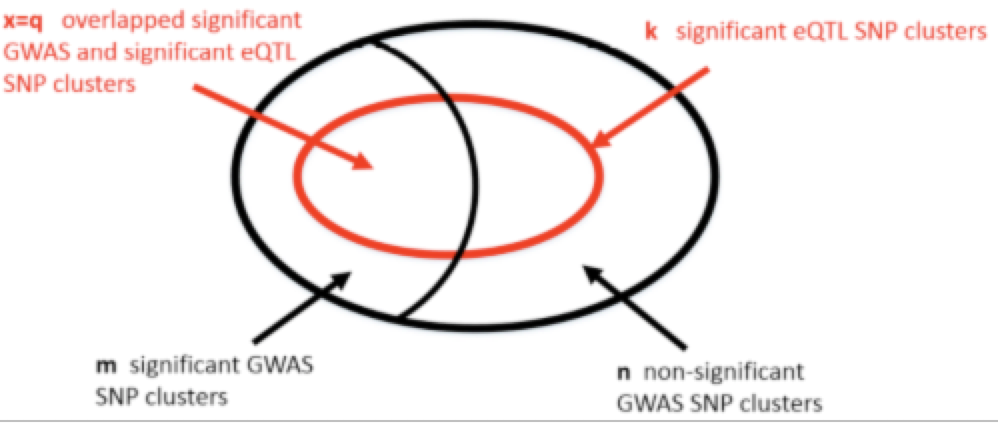 x=q overlapped significant
GWAS and significant eQTL
SNP clusters
k significant eQTL SNP clusters
m significant GWAS
SNP clusters
n non-significant
GWAS SNP clusters